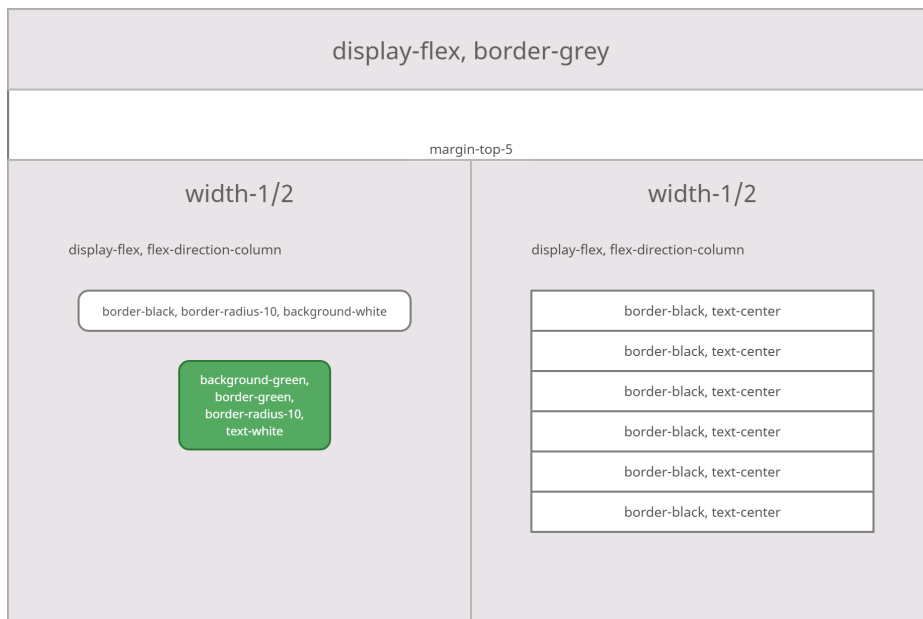 display-flex, border-grey
margin-top-5
width-1/2
display-flex, flex-direction-column
border-black, border-radius-10, background-white
background-green,
border-green,
border-radius-10,
text-white
width-1/2
display-flex, flex-direction-column
border-black, text-center
border-black, text-center
border-black, text-center
border-black, text-center
border-black, text-center
border-black, text-center